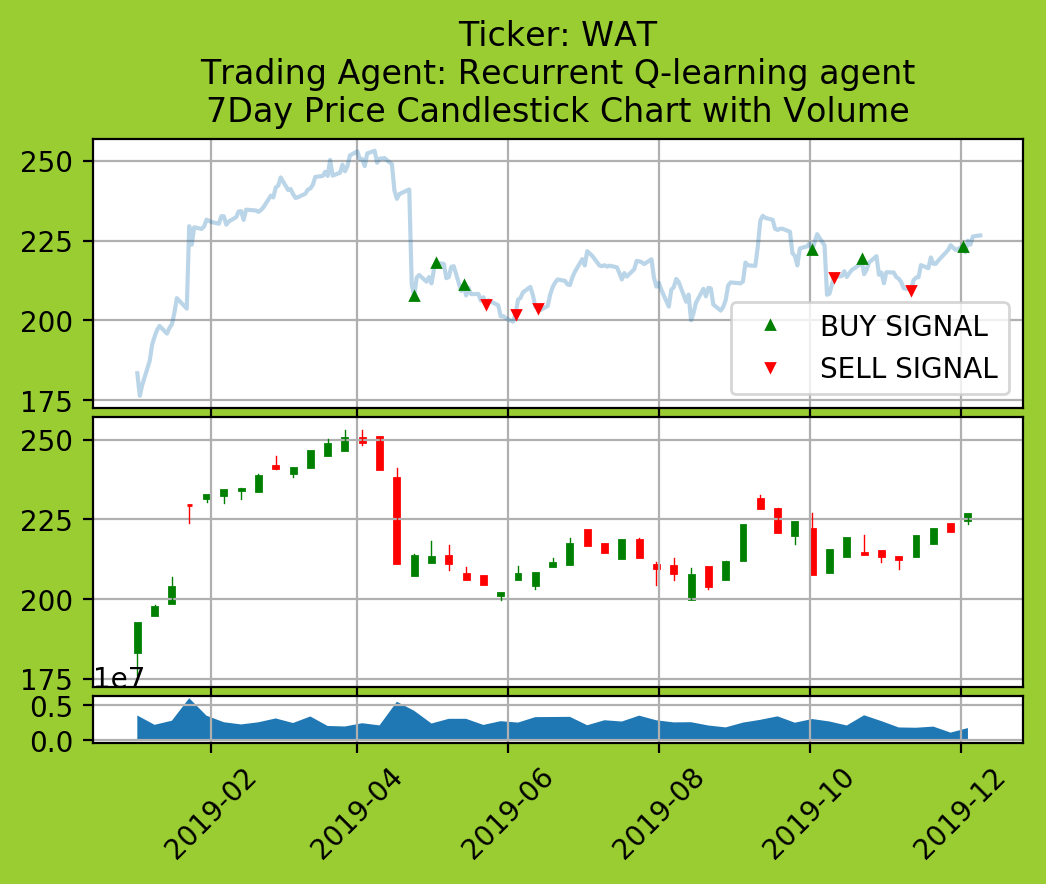 Ticker: WAT
Trading Agent: Recurrent Q-learning agent
7Day Price Candlestick Chart with Volume
250
225
200
175
BUY SIGNAL
SELL SIGNAL
250
225
200
175
1e7
0.5
0.0
2019-02
2019-04
2019-06
2019-08
2019-10
2019-12